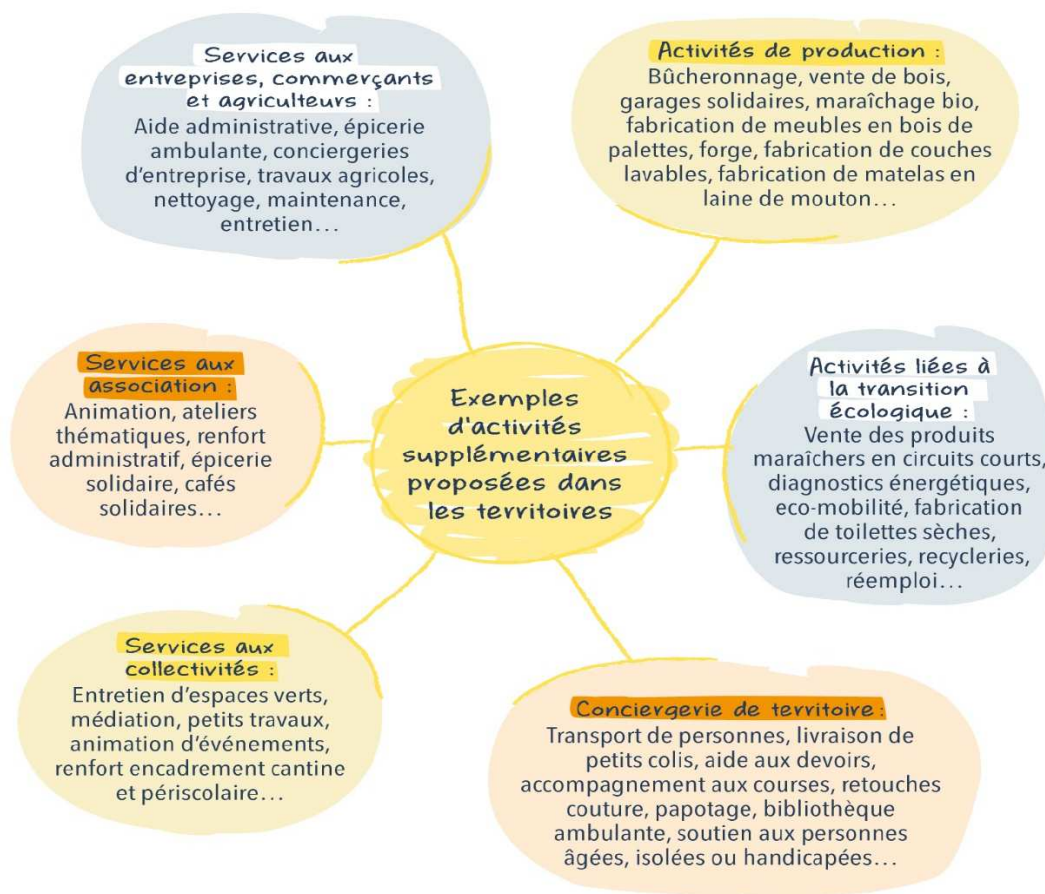 Services aux
entreprises, commerçants
et agriculteurs :
Aide administrative, épicerie
ambulante, conciergeries
d'entreprise, travaux agricoles,
nettoyage, maintenance,
entretien...
Activités de production :
Bûcheronnage, vente de bois,
garages solidaires, maraîchage bio,
fabrication de meubles en bois de
palettes, forge, fabrication de couches
lavables, fabrication de matelas en
laine de mouton...
Services aux
association :
Animation, ateliers
thématiques, renfort
administratif, épicerie
solidaire, cafés
solidaires...
Exemples
d'activités
supplémentaires
proposées dans
les territoires
Activités liées à
la transition
écologique :
Vente des produits
maraîchers en circuits courts,
diagnostics énergétiques,
eco-mobilité, fabrication
de toilettes sèches,
ressourceries, recycleries,
réemploi...
Services aux
collectivités :
Entretien d'espaces verts,
médiation, petits travaux,
animation d'événements,
renfort encadrement cantine
et périscolaire...
Conciergerie de territoire :
Transport de personnes, livraison de
petits colis, aide aux devoirs,
accompagnement aux courses, retouches
couture, papotage, bibliothèque
ambulante, soutien aux personnes
âgées, isolées ou handicapées...